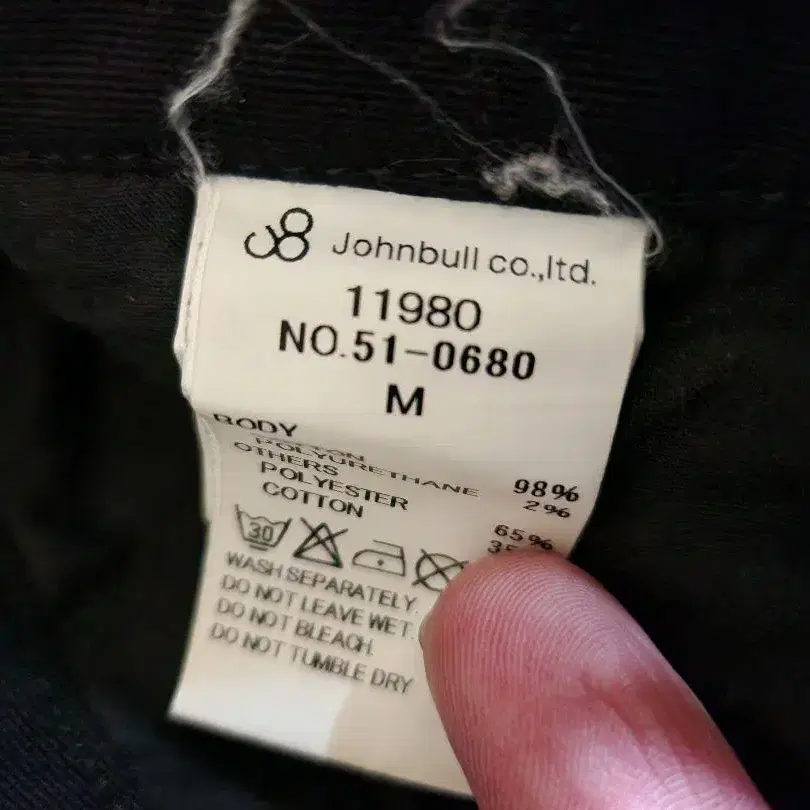 Johnbull co.,ltd.
11980
NO.51-0680
M
BODY
COTTON 98%
POLYURETHANE 2%
OTHERS
POLYESTER 65%
COTTON
30
WASH SEPARATELY.
DO NOT LEAVE WET.
DO NOT BLEACH.
DO NOT TUMBLE DRY